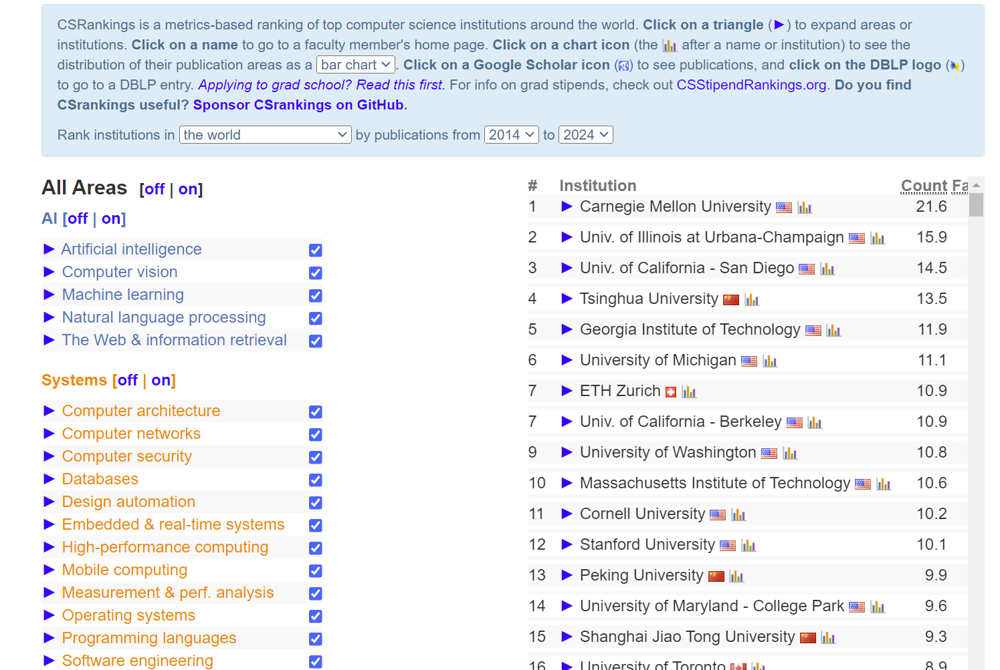 CSRankings is a metrics-based ranking of top computer science institutions around the world. Click on a triangle (▶) to expand areas or
institutions. Click on a name to go to a faculty member's home page. Click on a chart icon (the after a name or institution) to see the
distribution of their publication areas as a bar chart. Click on a Google Scholar icon () to see publications, and click on the DBLP logo ()
to go to a DBLP entry. Applying to grad school? Read this first. For info on grad stipends, check out CSStipendRankings.org. Do you find
CSrankings useful? Sponsor CSrankings on GitHub.
Rank institutions in the world by publications from 2014 to 2024
All Areas [off | on]
AI [off | on]
▶ Artificial intelligence
▶ Computer vision
▶ Machine learning
▶ Natural language processing
▶ The Web & information retrieval
Systems [off | on]
▶ Computer architecture
▶ Computer networks
▶ Computer security
▶ Databases
▶ Design automation
▶ Embedded & real-time systems
▶ High-performance computing
▶ Mobile computing
▶ Measurement & perf. analysis
▶ Operating systems
▶ Programming languages
▶ Software engineering
# Institution Count Fa
1 ▶ Carnegie Mellon University 21.6
2 ▶ Univ. of Illinois at Urbana-Champaign 15.9
3 ▶ Univ. of California - San Diego 14.5
4 ▶ Tsinghua University 13.5
5 ▶ Georgia Institute of Technology 11.9
6 ▶ University of Michigan 11.1
7 ▶ ETH Zurich 10.9
7 ▶ Univ. of California - Berkeley 10.9
9 ▶ University of Washington 10.8
10 ▶ Massachusetts Institute of Technology 10.6
11 ▶ Cornell University 10.2
12 ▶ Stanford University 10.1
13 ▶ Peking University 9.9
14 ▶ University of Maryland - College Park 9.6
15 ▶ Shanghai Jiao Tong University 9.3
16 ▶ University of Toronto 8.9